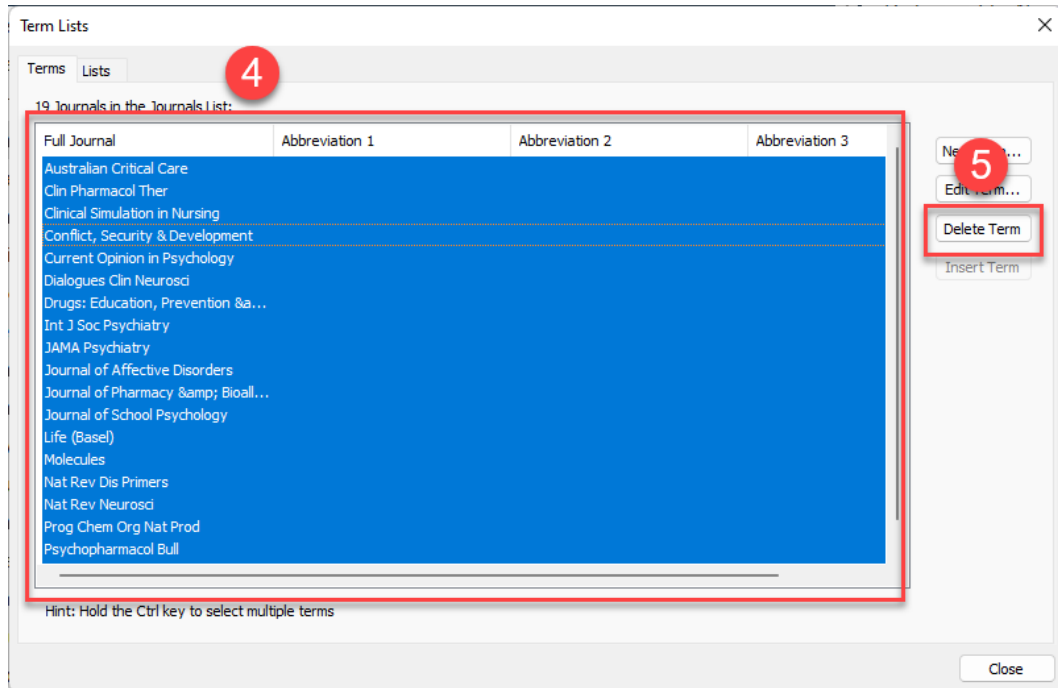 Term Lists
Terms Lists
4
19 Journals in the Journals List:
Full Journal Abbreviation 1 Abbreviation 2 Abbreviation 3
Australian Critical Care
Clin Pharmacol Ther
Clinical Simulation in Nursing
Conflict, Security & Development
Current Opinion in Psychology
Dialogues Clin Neurosci
Drugs: Education, Prevention &a...
Int J Soc Psychiatry
JAMA Psychiatry
Journal of Affective Disorders
Journal of Pharmacy &amp; Bioall...
Journal of School Psychology
Life (Basel)
Molecules
Nat Rev Dis Primers
Nat Rev Neurosci
Prog Chem Org Nat Prod
Psychopharmacol Bull
Hint: Hold the Ctrl key to select multiple terms
5
Edit Term...
Delete Term
Insert Term
Close